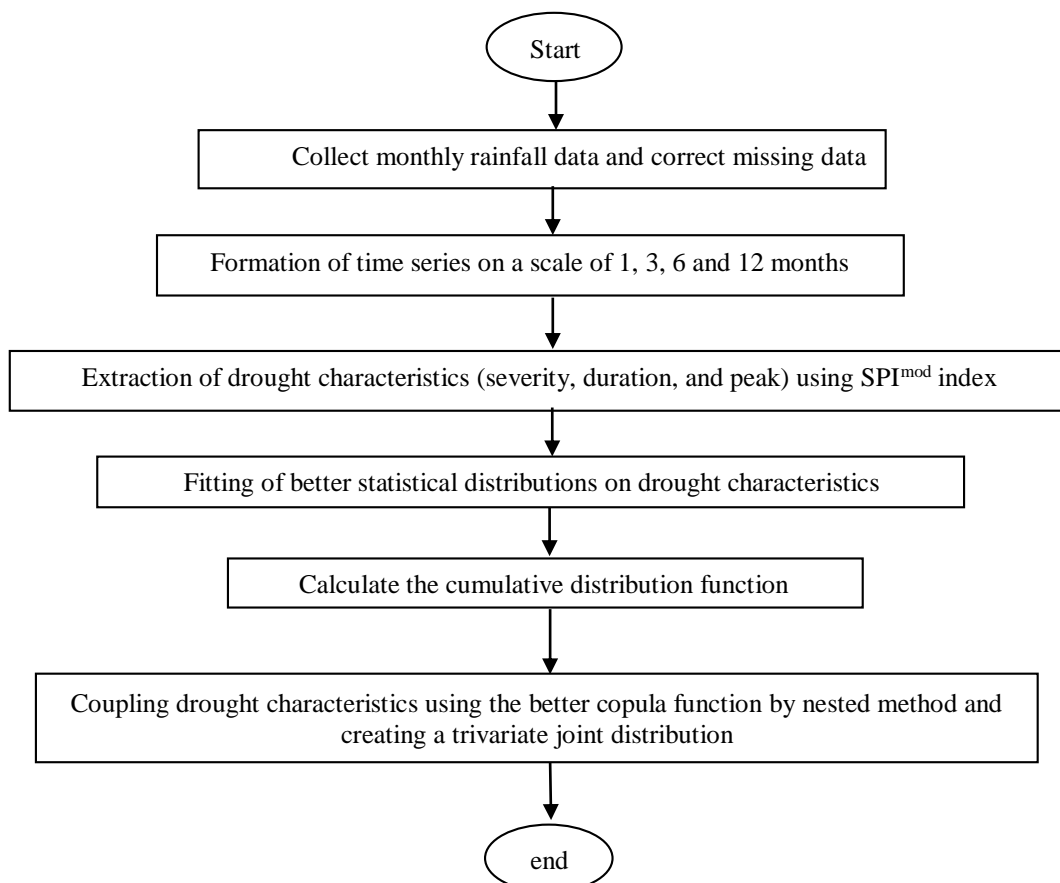 Start
Collect monthly rainfall data and correct missing data
Formation of time series on a scale of 1, 3, 6 and 12 months
Extraction of drought characteristics (severity, duration, and peak) using SPI^mod index
Fitting of better statistical distributions on drought characteristics
Calculate the cumulative distribution function
Coupling drought characteristics using the better copula function by nested method and
creating a trivariate joint distribution
end